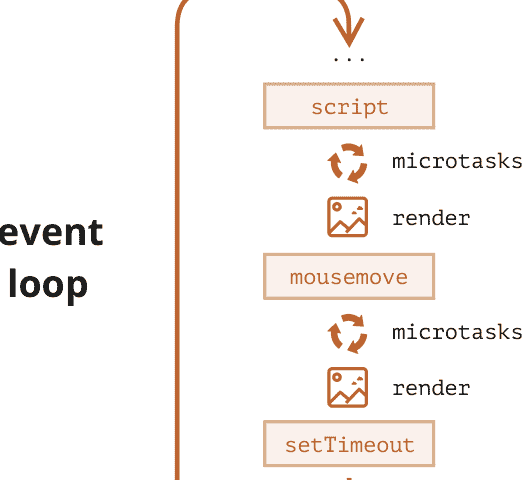 event
loop
...
script
microtasks
render
mousemove
microtasks
render
setTimeout